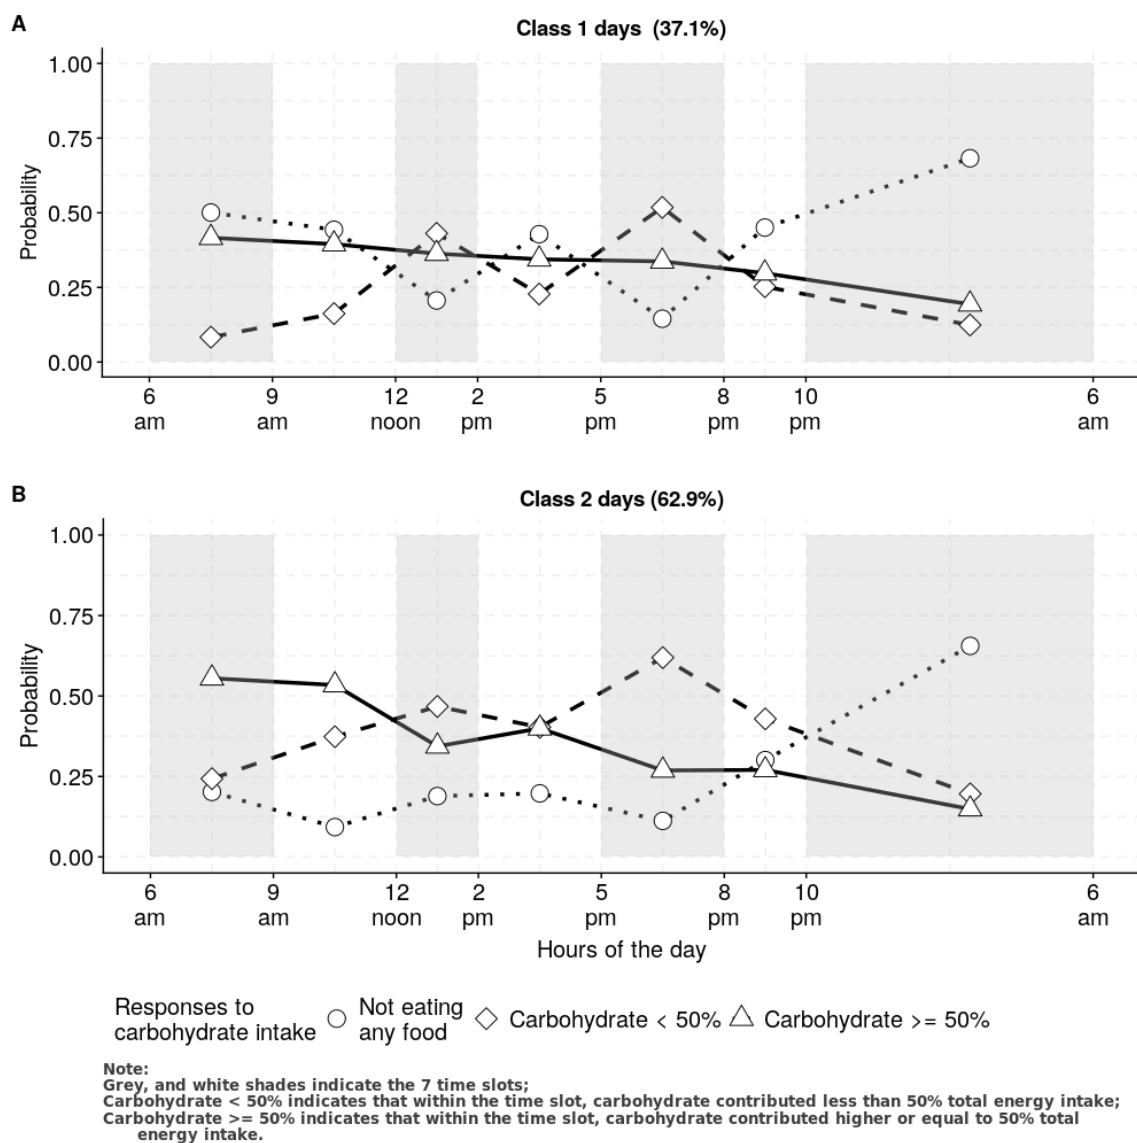 A
Class 1 days  (37.1%)
1.00
0.75
0.50
0.25
0.00
Probability
6 am
9 am
12 noon
2 pm
5 pm
8 pm
10 pm
6 am
B
Class 2 days (62.9%)
1.00
0.75
0.50
0.25
0.00
Probability
6 am
9 am
12 noon
2 pm
5 pm
8 pm
10 pm
6 am
Hours of the day
Responses to
carbohydrate intake
Not eating
any food
Carbohydrate < 50%
Carbohydrate >= 50%
Note:
Grey, and white shades indicate the 7 time slots;
Carbohydrate < 50% indicates that within the time slot, carbohydrate contributed less than 50% total energy intake;
Carbohydrate >= 50% indicates that within the time slot, carbohydrate contributed higher or equal to 50% total
energy intake.